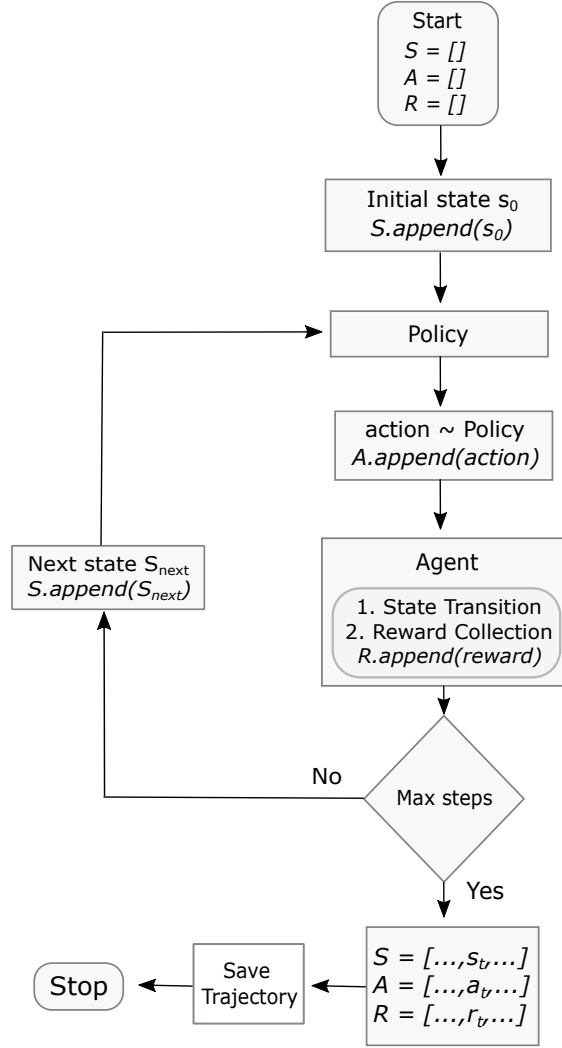 Start
S = []
A = []
R = []
Initial state s₀
S.append(s₀)
Policy
action ~ Policy
A.append(action)
Next state Sₙₑₓₜ
S.append(Sₙₑₓₜ)
Agent
1. State Transition
2. Reward Collection
R.append(reward)
No
Max steps
Yes
S = [...,sₜ,...]
A = [...,aₜ,...]
R = [...,rₜ,...]
Save
Trajectory
Stop